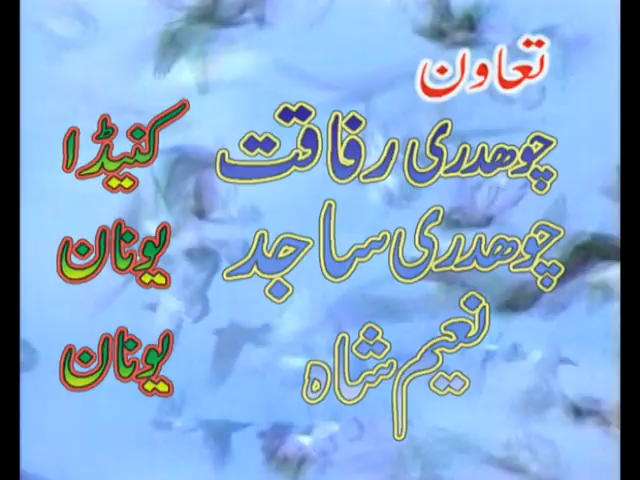 تعاون
چوھدری رفاقت کنیڈا
چوھدری ساجد یونان
نعیم شاہ یونان